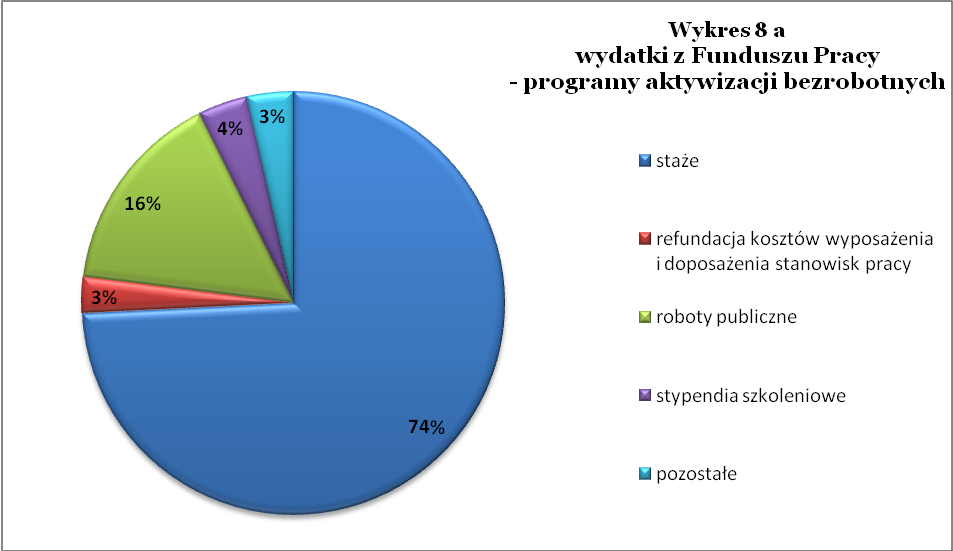 Wykres 8 a
wydatki z Funduszu Pracy
- programy aktywizacji bezrobotnych
3%
4%
16%
3%
74%
staże
refundacja kosztów wyposażenia
i doposażenia stanowisk pracy
roboty publiczne
stypendia szkoleniowe
pozostałe